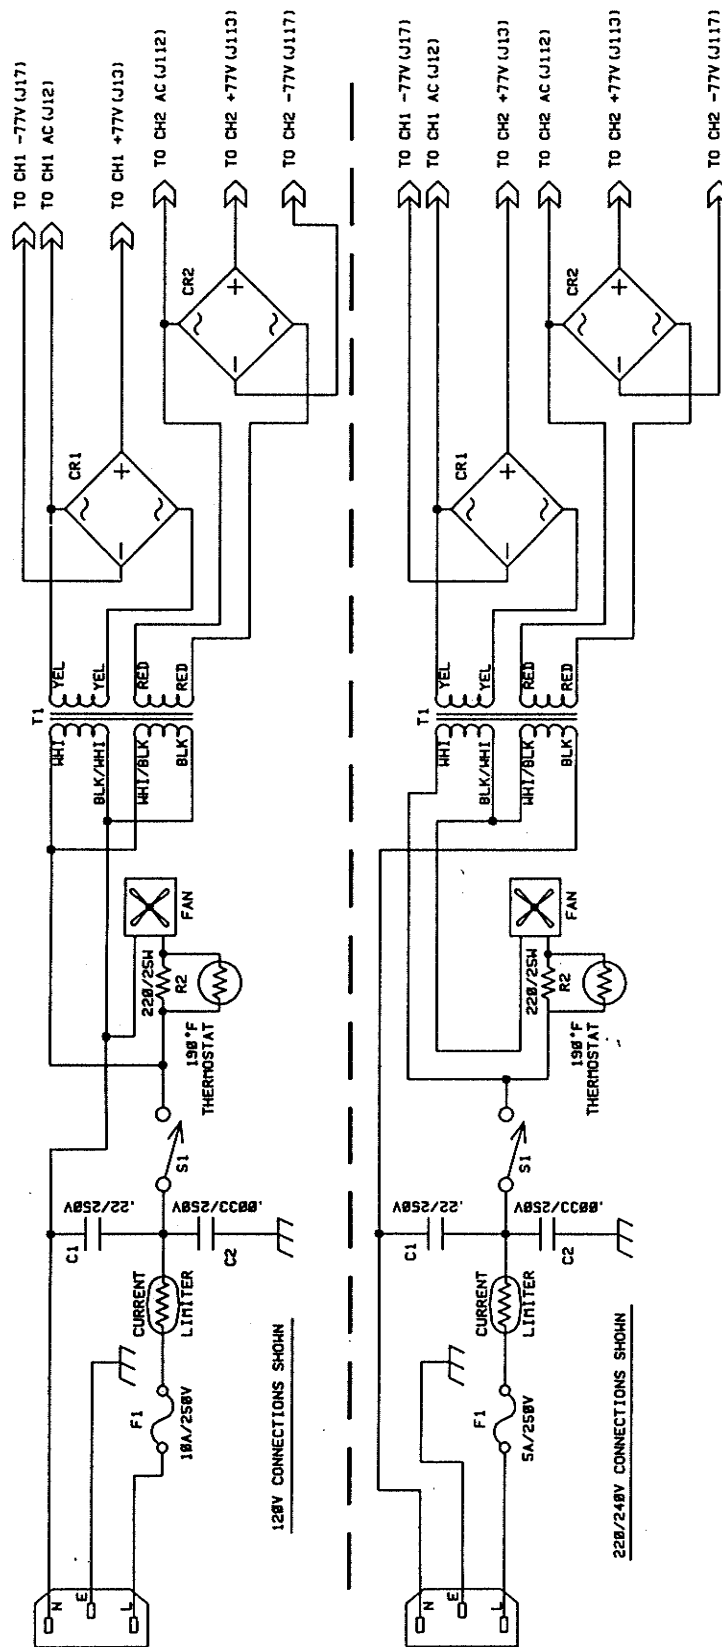 TO CH1 -77V (J17)
TO CH1 AC (J12)
TO CH1 +77V (J13)
TO CH2 AC (J112)
TO CH2 +77V (J113)
TO CH2 -77V (J117)
CR1
CR2
T1
WHI
YEL
BLK/WHI
YEL
WHI/BLK
RED
BLK
RED
FAN
220/25W
R2
190°F
THERMOSTAT
S1
C1
.22/250V
C2
.0033/250V
CURRENT
LIMITER
F1
10A/250V
N
E
L
120V CONNECTIONS SHOWN
TO CH1 -77V (J17)
TO CH1 AC (J12)
TO CH2 +77V (J13)
TO CH2 AC (J112)
TO CH2 +77V (J113)
TO CH2 -77V (J117)
CR1
CR2
T1
WHI
YEL
BLK/WHI
YEL
WHI/BLK
RED
BLK
RED
FAN
220/25W
R2
190°F
THERMOSTAT
S1
C1
.22/250V
C2
.0033/250V
CURRENT
LIMITER
F1
5A/250V
N
E
L
220/240V CONNECTIONS SHOWN